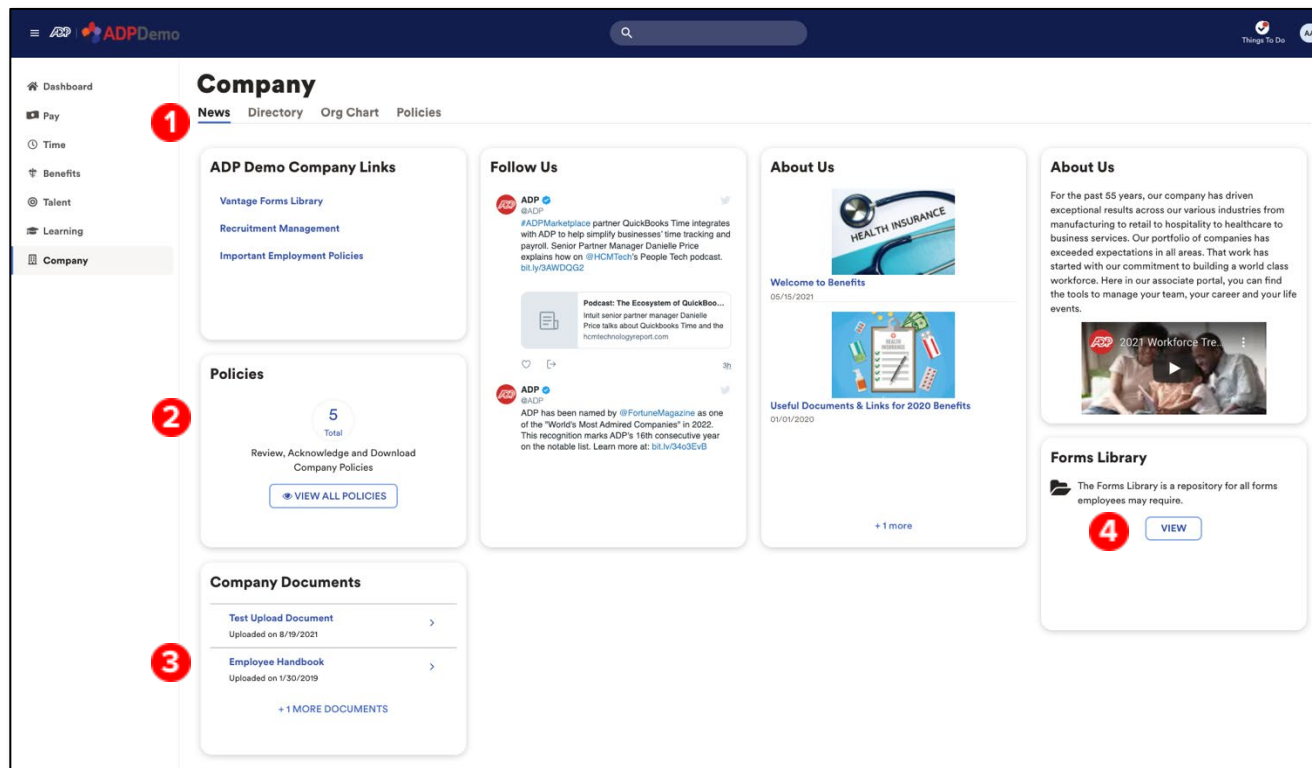 ADP ADPDemo
Things To Do
AA
Dashboard
Pay
Time
Benefits
Talent
Learning
Company
Company
1
News Directory Org Chart Policies
ADP Demo Company Links
Vantage Forms Library
Recruitment Management
Important Employment Policies
2
Policies
5
Total
Review, Acknowledge and Download
Company Policies
VIEW ALL POLICIES
3
Company Documents
Test Upload Document
Uploaded on 8/19/2021
Employee Handbook
Uploaded on 1/30/2019
+ 1 MORE DOCUMENTS
Follow Us
ADP
ADP
@ADP
#ADPMarketplace partner QuickBooks Time integrates
with ADP to help simplify businesses' time tracking and
payroll. Senior Partner Manager Danielle Price
explains how on @HCMTech's People Tech podcast.
bit.ly/3AWDQG2
Podcast: The Ecosystem of QuickBoo...
Intuit senior partner manager Danielle
Price talks about Quickbooks Time and the
hcmtechnologyreport.com
ADP
ADP
@ADP
ADP has been named by @FortuneMagazine as one
of the "World's Most Admired Companies" in 2022.
This recognition marks ADP's 16th consecutive year
on the notable list. Learn more at: bit.lv/34o3EvB
About Us
HEALTH INSURANCE
Welcome to Benefits
05/15/2021
HEALTH
INSURANCE
Useful Documents & Links for 2020 Benefits
01/01/2020
+ 1 more
About Us
For the past 55 years, our company has driven
exceptional results across our various industries from
manufacturing to retail to hospitality to healthcare to
business services. Our portfolio of companies has
exceeded expectations in all areas. That work has
started with our commitment to building a world class
workforce. Here in our associate portal, you can find
the tools to manage your team, your career and your life
events.
ADP 2021 Workforce Tre...
Forms Library
The Forms Library is a repository for all forms
employees may require.
4
VIEW